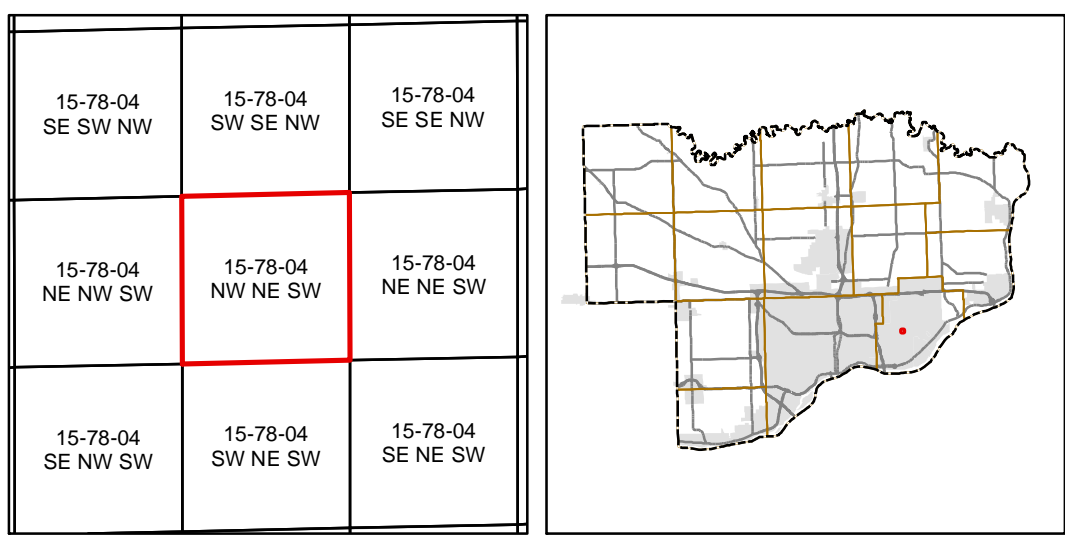 15-78-04
SE SW NW
15-78-04
SW SE NW
15-78-04
SE SE NW
15-78-04
NE NW SW
15-78-04
NW NE SW
15-78-04
NE NE SW
15-78-04
SE NW SW
15-78-04
SW NE SW
15-78-04
SE NE SW